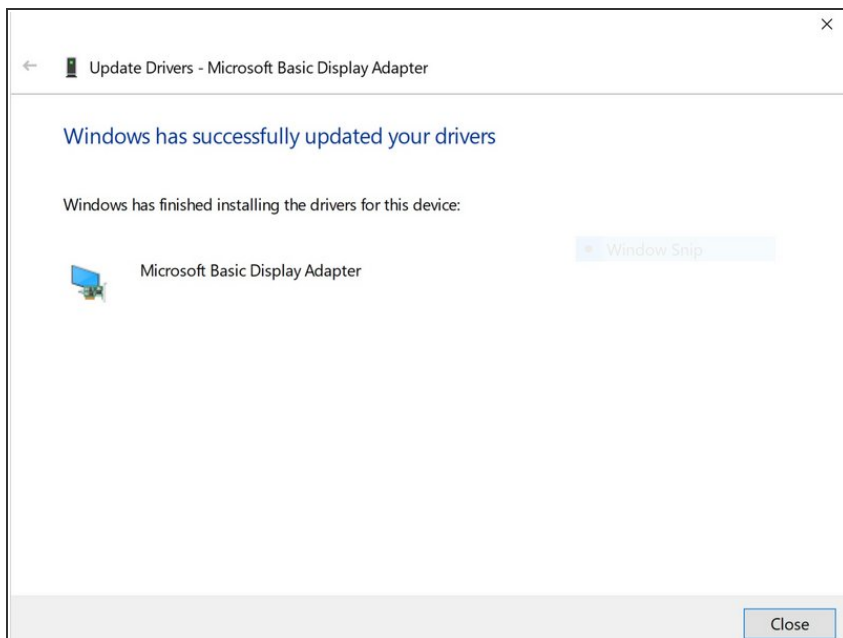 Update Drivers - Microsoft Basic Display Adapter
Windows has successfully updated your drivers
Windows has finished installing the drivers for this device:
Window Snip
Microsoft Basic Display Adapter
Close